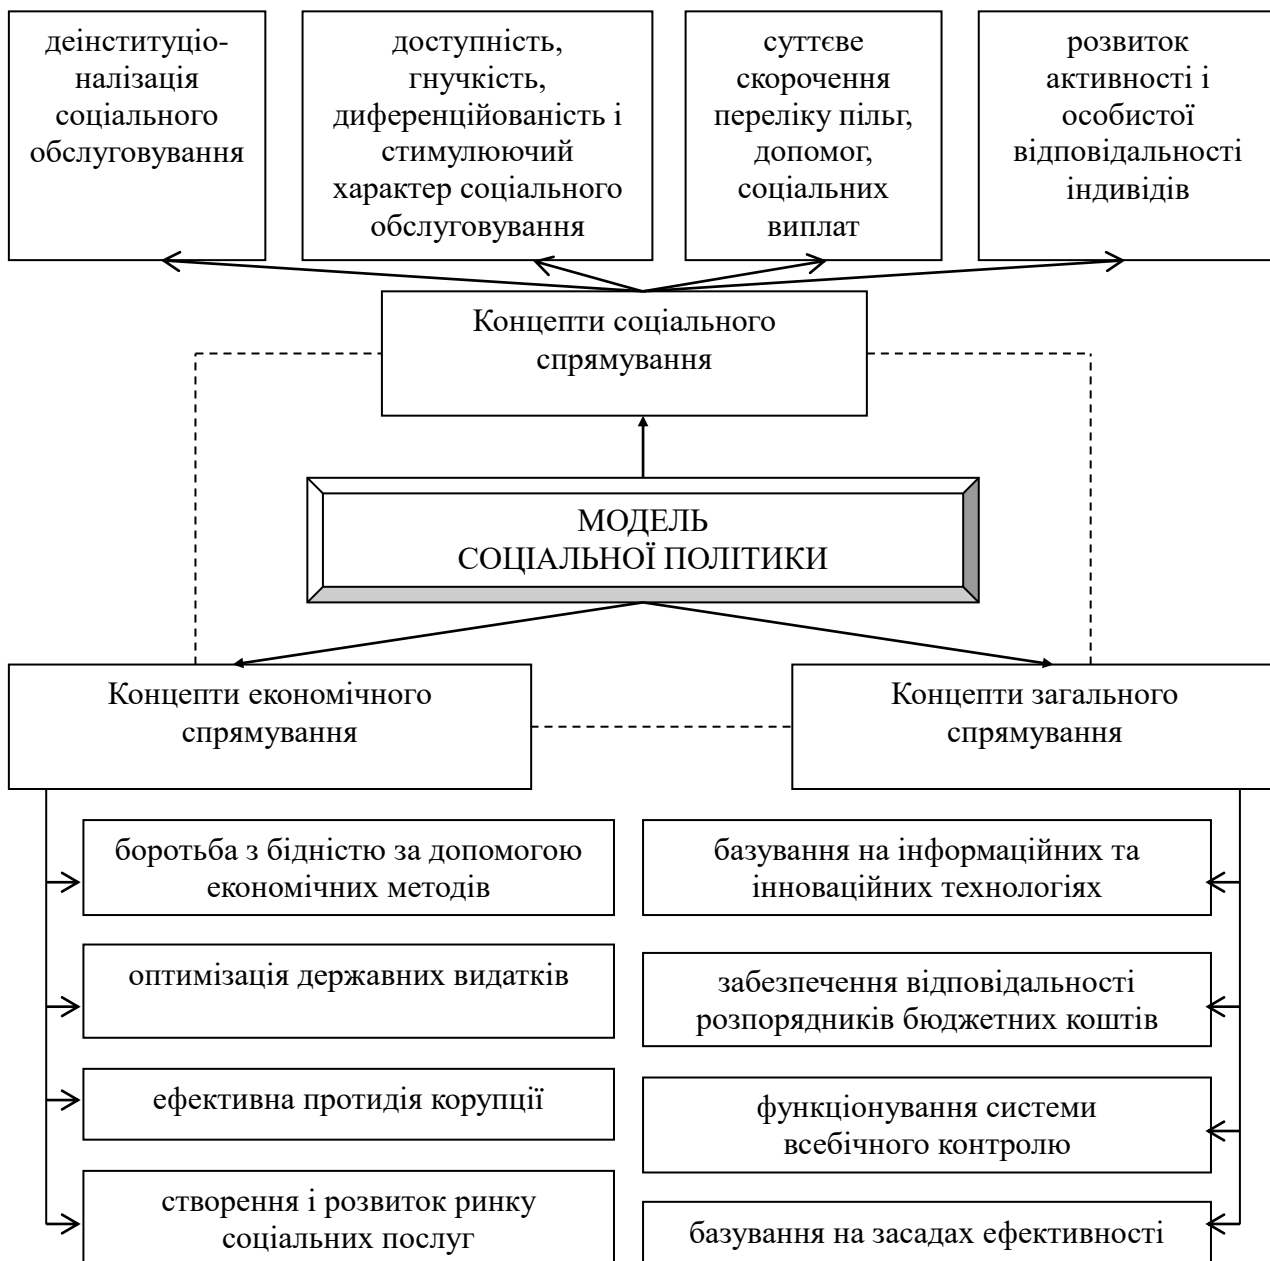 деінституціо-
налізація
соціального
обслуговування
доступність,
гнучкість,
диференційованість і
стимулюючий
характер соціального
обслуговування
суттєве
скорочення
переліку пільг,
допомог,
соціальних
виплат
розвиток
активності і
особистої
відповідальності
індивідів
Концепти соціального
спрямування
МОДЕЛЬ
СОЦІАЛЬНОЇ ПОЛІТИКИ
Концепти економічного
спрямування
Концепти загального
спрямування
боротьба з бідністю за допомогою
економічних методів
оптимізація державних видатків
ефективна протидія корупції
створення і розвиток ринку
соціальних послуг
базування на інформаційних та
інноваційних технологіях
забезпечення відповідальності
розпорядників бюджетних коштів
функціонування системи
всебічного контролю
базування на засадах ефективності